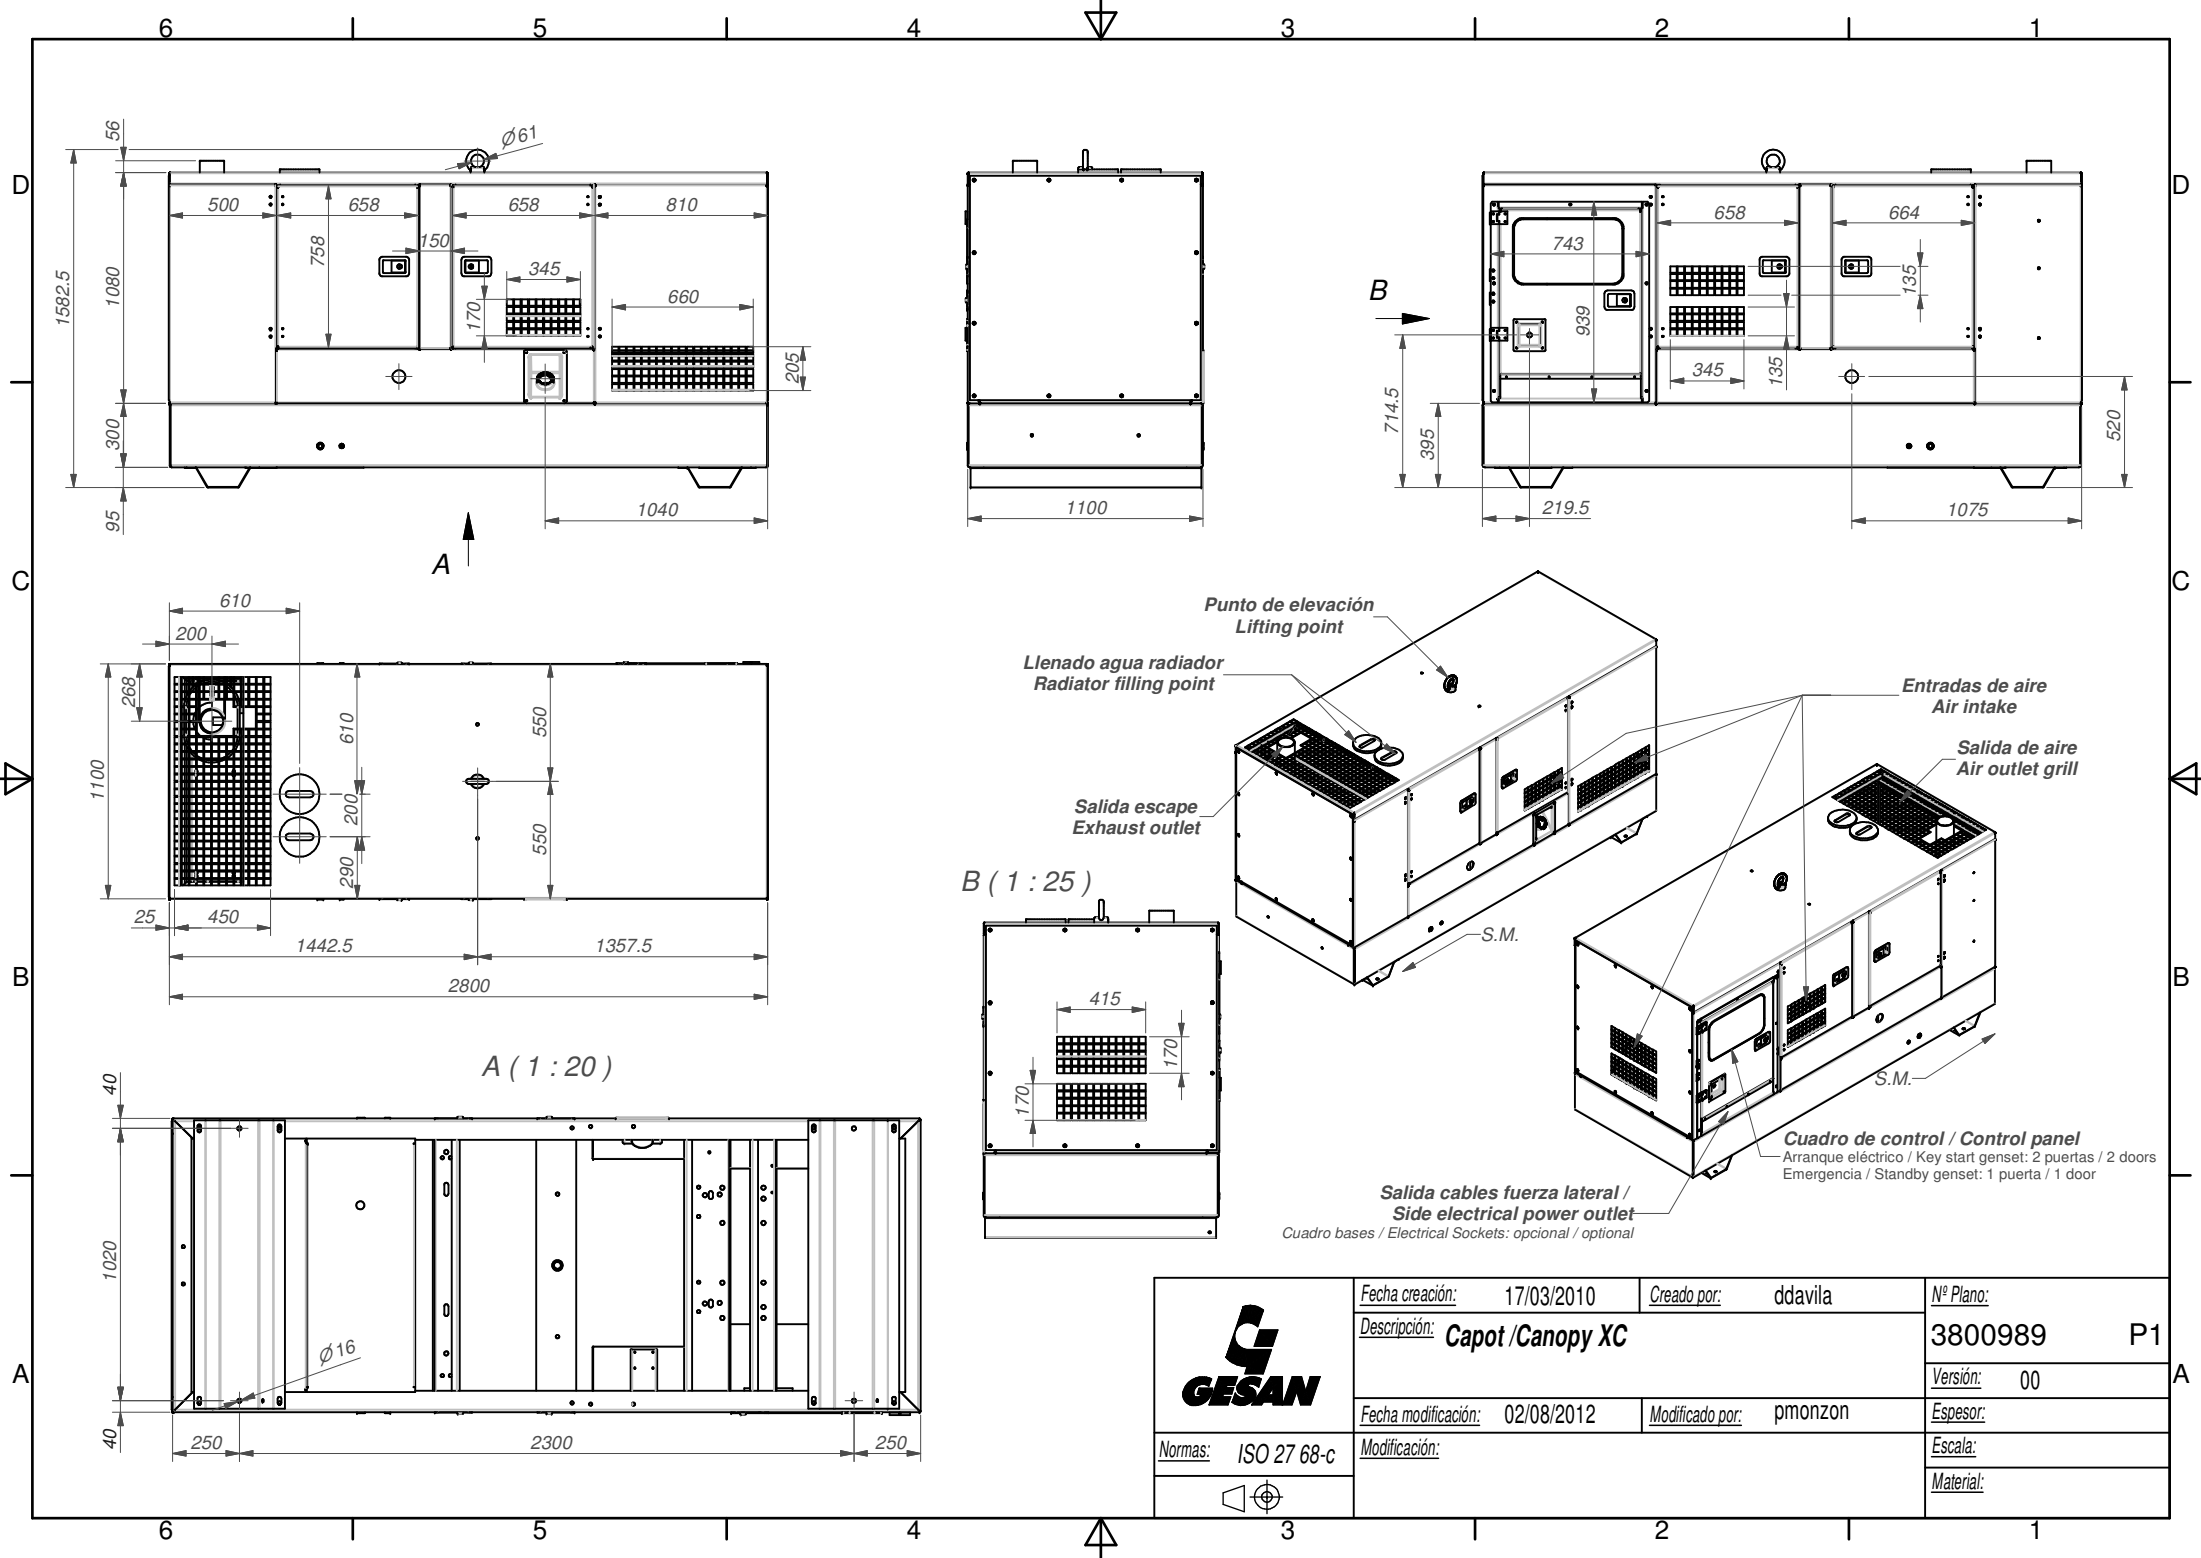 6 5 4 3 2 1
D D
C C
B B
A A
56
Ø61
1582.5
1080
300
95
500
658
658
810
758
150
345
170
660
205
1040
A
1100
658
664
743
939
135
135
345
B
714.5
395
520
219.5
1075
610
200
268
1100
610
200
290
550
550
25
450
1442.5
1357.5
2800
Punto de elevación
Lifting point
Llenado agua radiador
Radiator filling point
Salida escape
Exhaust outlet
Entradas de aire
Air intake
Salida de aire
Air outlet grill
S.M.
S.M.
B ( 1 : 25 )
415
170
170
A ( 1 : 20 )
40
1020
40
Ø16
250
2300
250
Cuadro de control / Control panel
Arranque eléctrico / Key start genset: 2 puertas / 2 doors
Emergencia / Standby genset: 1 puerta / 1 door
Salida cables fuerza lateral /
Side electrical power outlet
Cuadro bases / Electrical Sockets: opcional / optional
GESAN
Normas: ISO 27 68-c
Fecha creación: 17/03/2010
Creado por: ddavila
Descripción: Capot /Canopy XC
Fecha modificación: 02/08/2012
Modificado por: pmonzon
Modificación:
Nº Plano:
3800989 P1
Versión: 00
Espesor:
Escala:
Material:
6 5 4 3 2 1